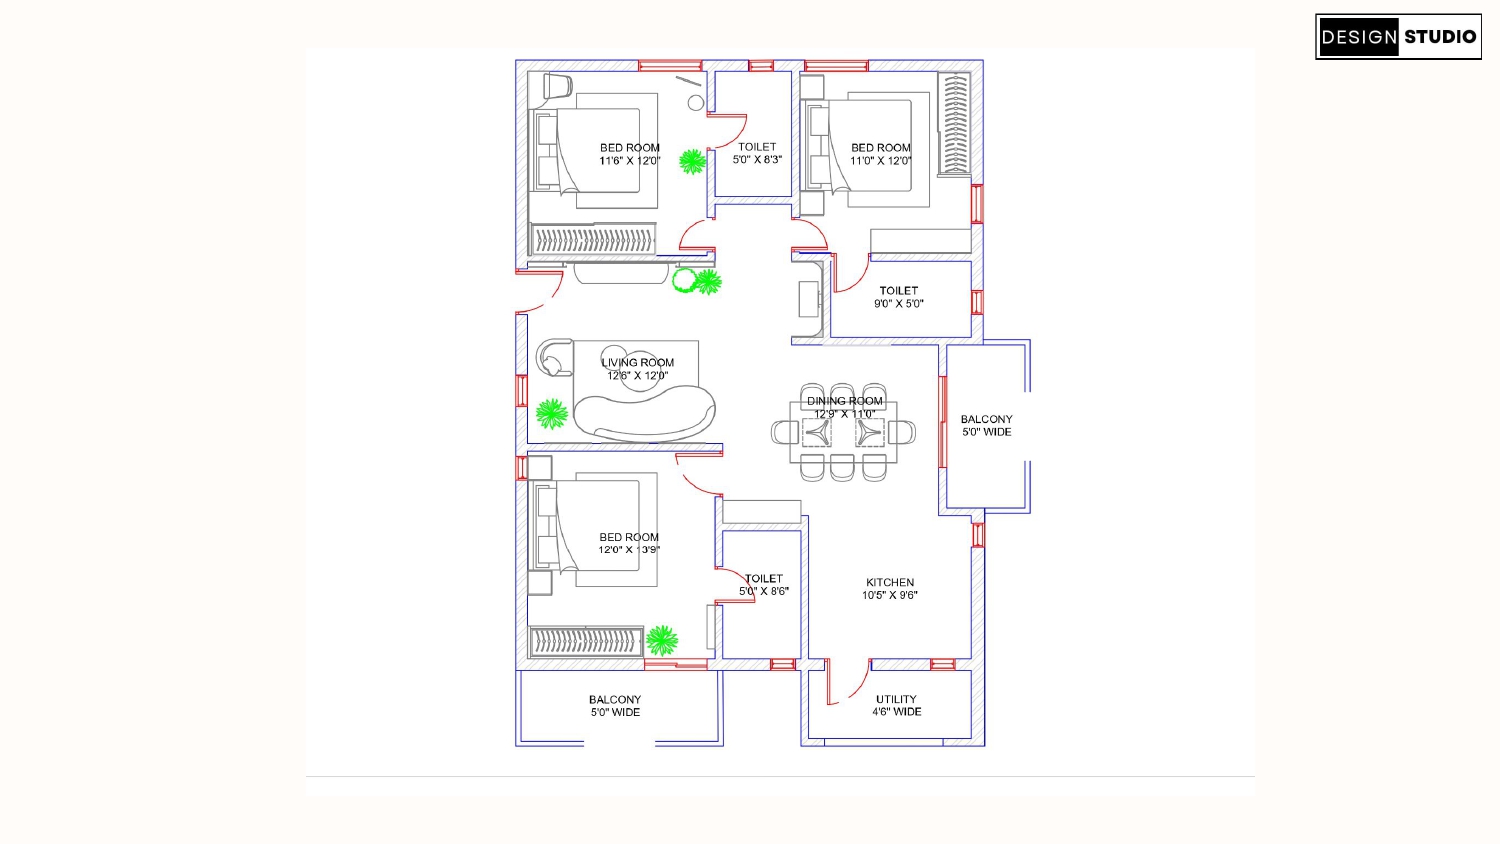 DESIGN STUDIO
BED ROOM
11'6" X 12'0"
TOILET
5'0" X 8'3"
BED ROOM
11'0" X 12'0"
TOILET
9'0" X 5'0"
LIVING ROOM
12'6" X 12'0"
DINING ROOM
12'9" X 11'0"
BALCONY
5'0" WIDE
BED ROOM
12'0" X 13'9"
TOILET
5'0" X 8'6"
KITCHEN
10'5" X 9'6"
BALCONY
5'0" WIDE
UTILITY
4'6" WIDE